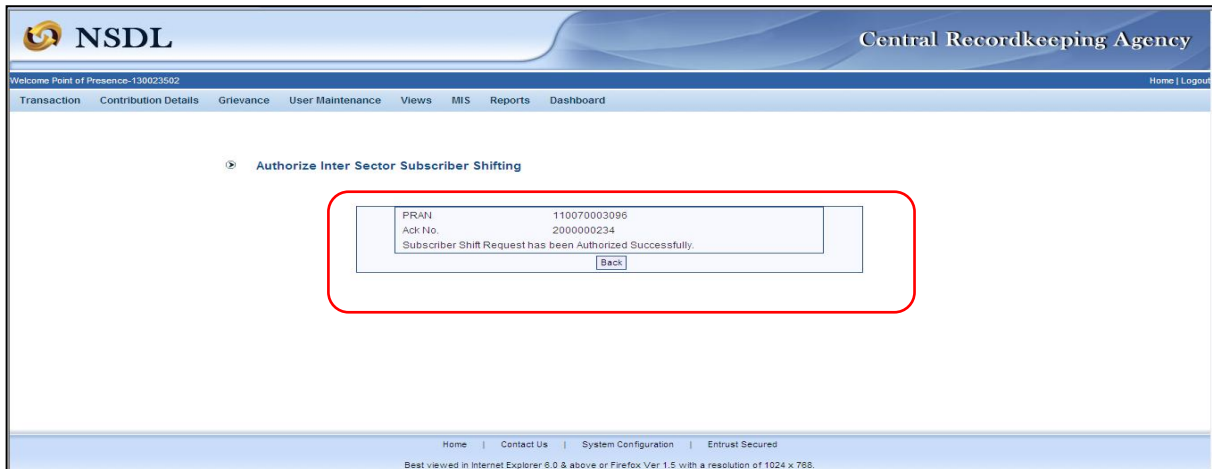 NSDL
Central Recordkeeping Agency
Welcome Point of Presence-130023502
Home | Logout
Transaction Contribution Details Grievance User Maintenance Views MIS Reports Dashboard
Authorize Inter Sector Subscriber Shifting
PRAN 110070003096
Ack No. 2000000234
Subscriber Shift Request has been Authorized Successfully.
Back
Home | Contact Us | System Configuration | Entrust Secured
Best viewed in Internet Explorer 6.0 & above or Firefox Ver 1.5 with a resolution of 1024 x 768.